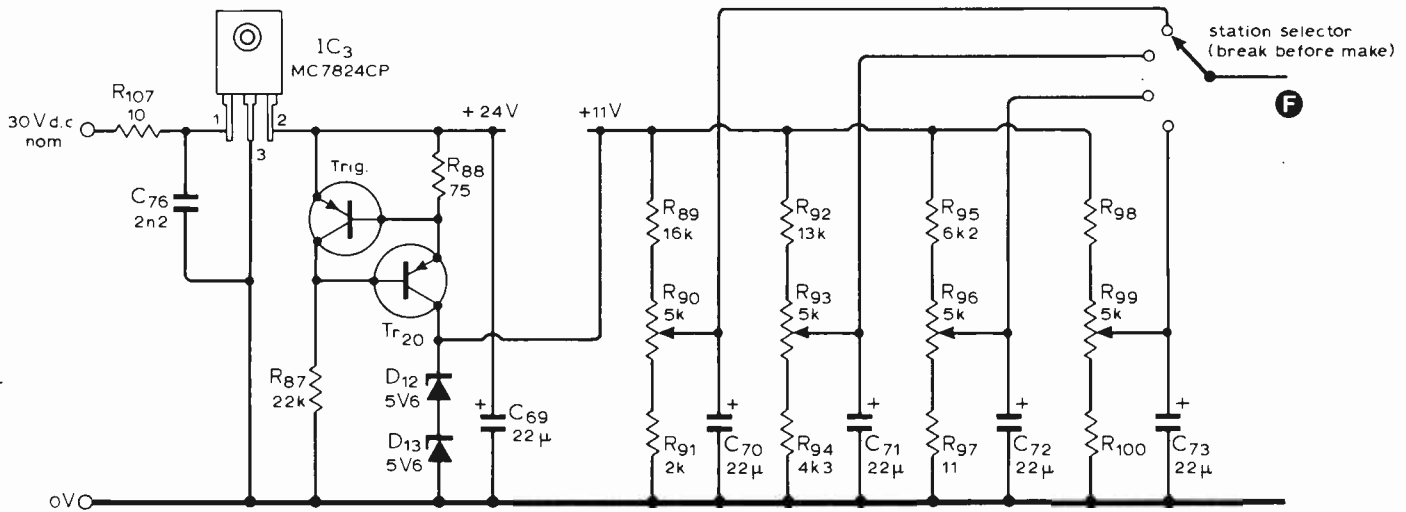 station selector
(break before make)
F
IC3
MC7824CP
R107
10
30V d.c
nom
1
2
3
+24V
+11V
C76
2n2
Trig.
R88
75
Tr20
R87
22k
D12
5V6
D13
5V6
+
C69
22μ
R89
16k
R90
5k
R91
2k
+
C70
22μ
R92
13k
R93
5k
R94
4k3
+
C71
22μ
R95
6k2
R96
5k
R97
11
+
C72
22μ
R98
R99
5k
R100
+
C73
22μ
0V